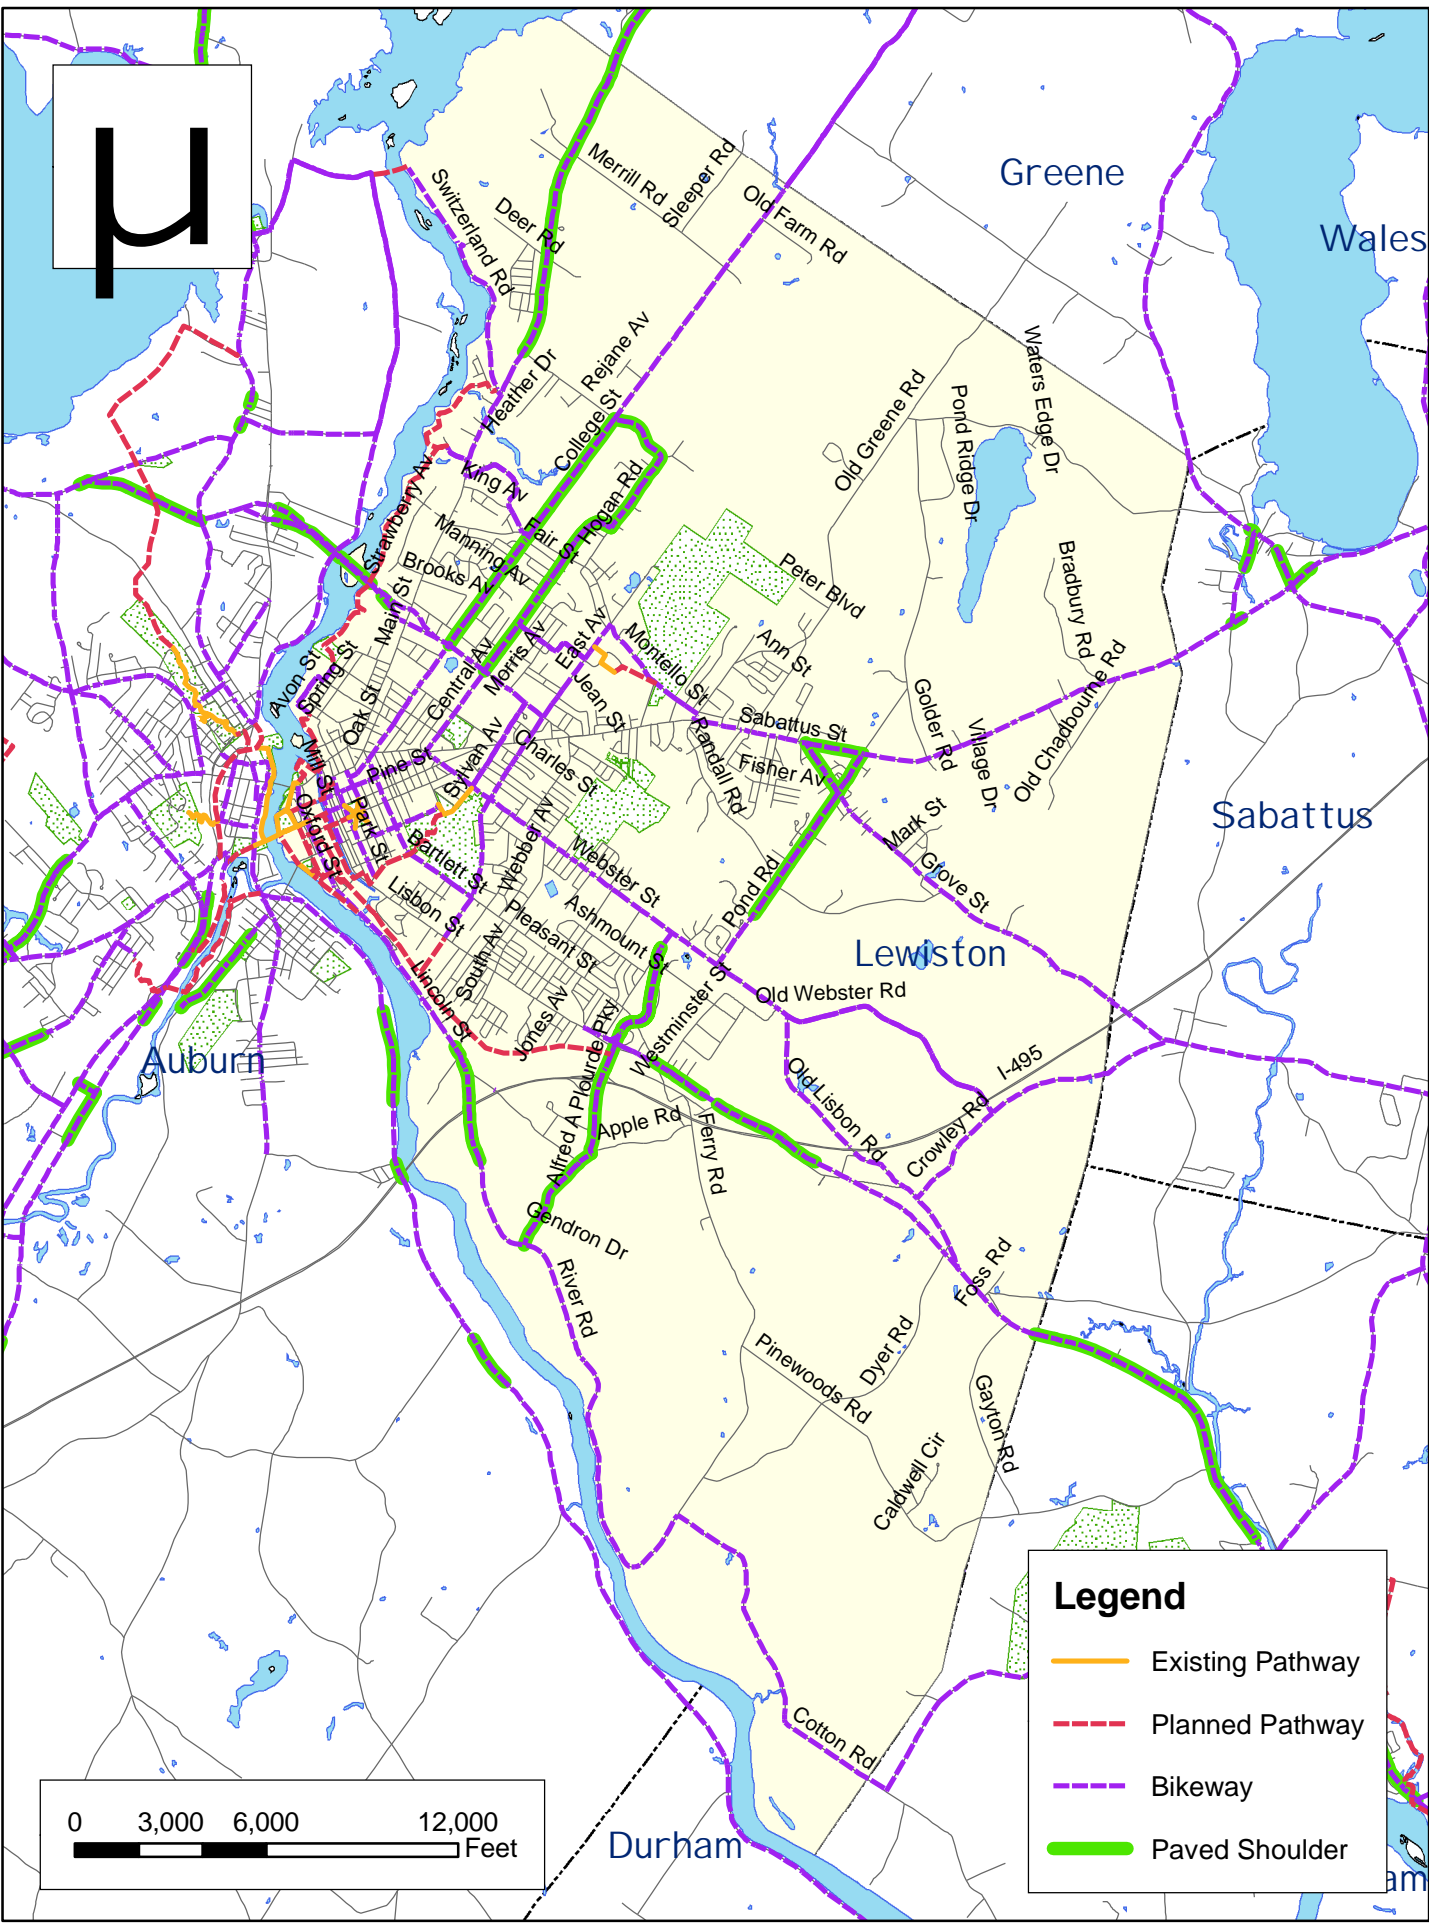 µ
Greene
Wales
Merrill Rd
Sleeper Rd
Switzerland Rd
Deer Rd
Old Farm Rd
Heather Dr
Rejane Av
College St
Waters Edge Dr
Old Greene Rd
Pond Ridge Dr
King Av
Hogan Rd
Strawberry Av
Fair St
Manning Av
Brooks Av
Main St
Peter Blvd
Bradbury Rd
East Av
Montello St
Ann St
Avon St
Spring St
Central Av
Morris Av
Jean St
Oak St
Golder Rd
Old Chadbourne Rd
Sabattus St
Randall Rd
Village Dr
Mill St
Pine St
Sylvan Av
Charles St
Fisher Av
Oxford St
Park St
Mark St
Sabattus
Bartlett St
Webber Av
Webster St
Grove St
Lisbon St
Pleasant St
Ashmount St
Pond Rd
South Av
Lewiston
Lincoln St
Jones Av
Westminster St
Old Webster Rd
Auburn
Alfred A Plourde Pky
I-495
Old Lisbon Rd
Crowley Rd
Apple Rd
Ferry Rd
Gendron Dr
River Rd
Foss Rd
Pinewoods Rd
Dyer Rd
Gayton Rd
Caldwell Cir
Cotton Rd
Durham
am
Legend
Existing Pathway
Planned Pathway
Bikeway
Paved Shoulder
0 3,000 6,000 12,000
Feet